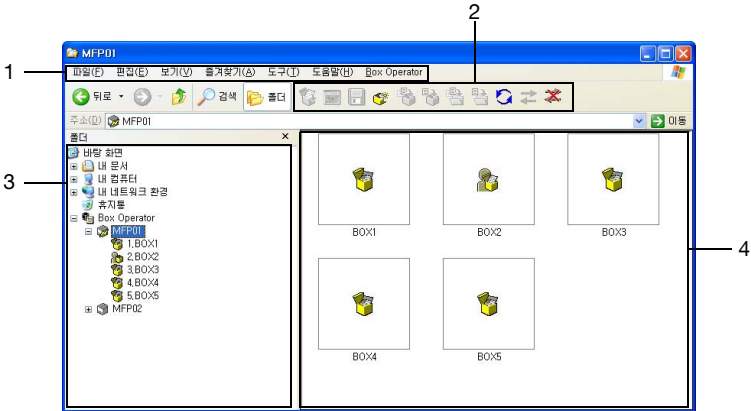 2
MFP01
1
파일(F) 편집(E) 보기(V) 즐겨찾기(A) 도구(T) 도움말(H) Box Operator
뒤로 검색 폴더
주소(D) MFP01 이동
폴더 ×
3
바탕 화면
내 문서
내 컴퓨터
내 네트워크 환경
휴지통
Box Operator
MFP01
1,BOX1
2,BOX2
3,BOX3
4,BOX4
5,BOX5
MFP02
BOX1 BOX2 BOX3
4
BOX4 BOX5